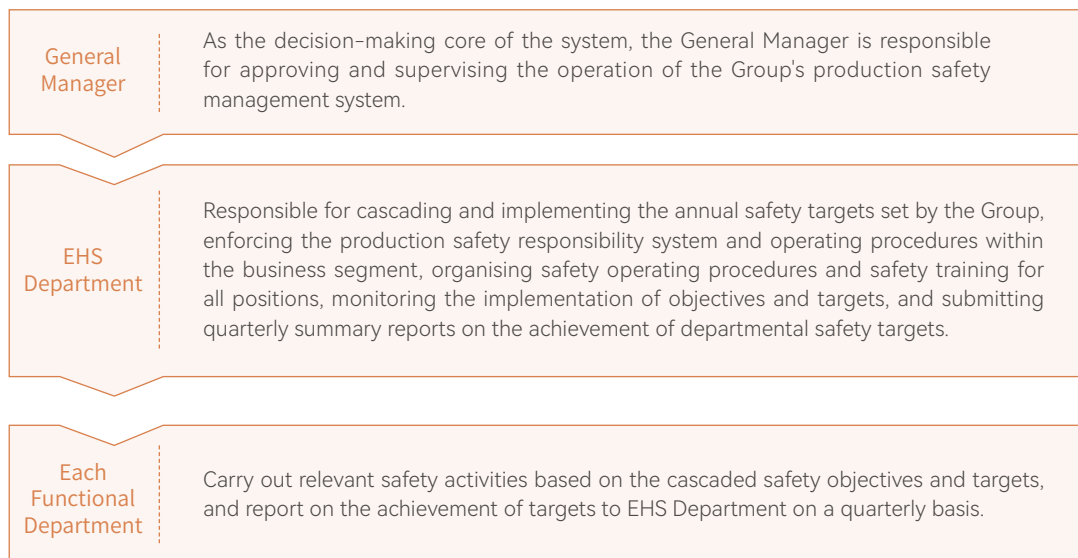 General
Manager
As the decision-making core of the system, the General Manager is responsible
for approving and supervising the operation of the Group's production safety
management system.
EHS
Department
Responsible for cascading and implementing the annual safety targets set by the Group,
enforcing the production safety responsibility system and operating procedures within
the business segment, organising safety operating procedures and safety training for
all positions, monitoring the implementation of objectives and targets, and submitting
quarterly summary reports on the achievement of departmental safety targets.
Each
Functional
Department
Carry out relevant safety activities based on the cascaded safety objectives and targets,
and report on the achievement of targets to EHS Department on a quarterly basis.